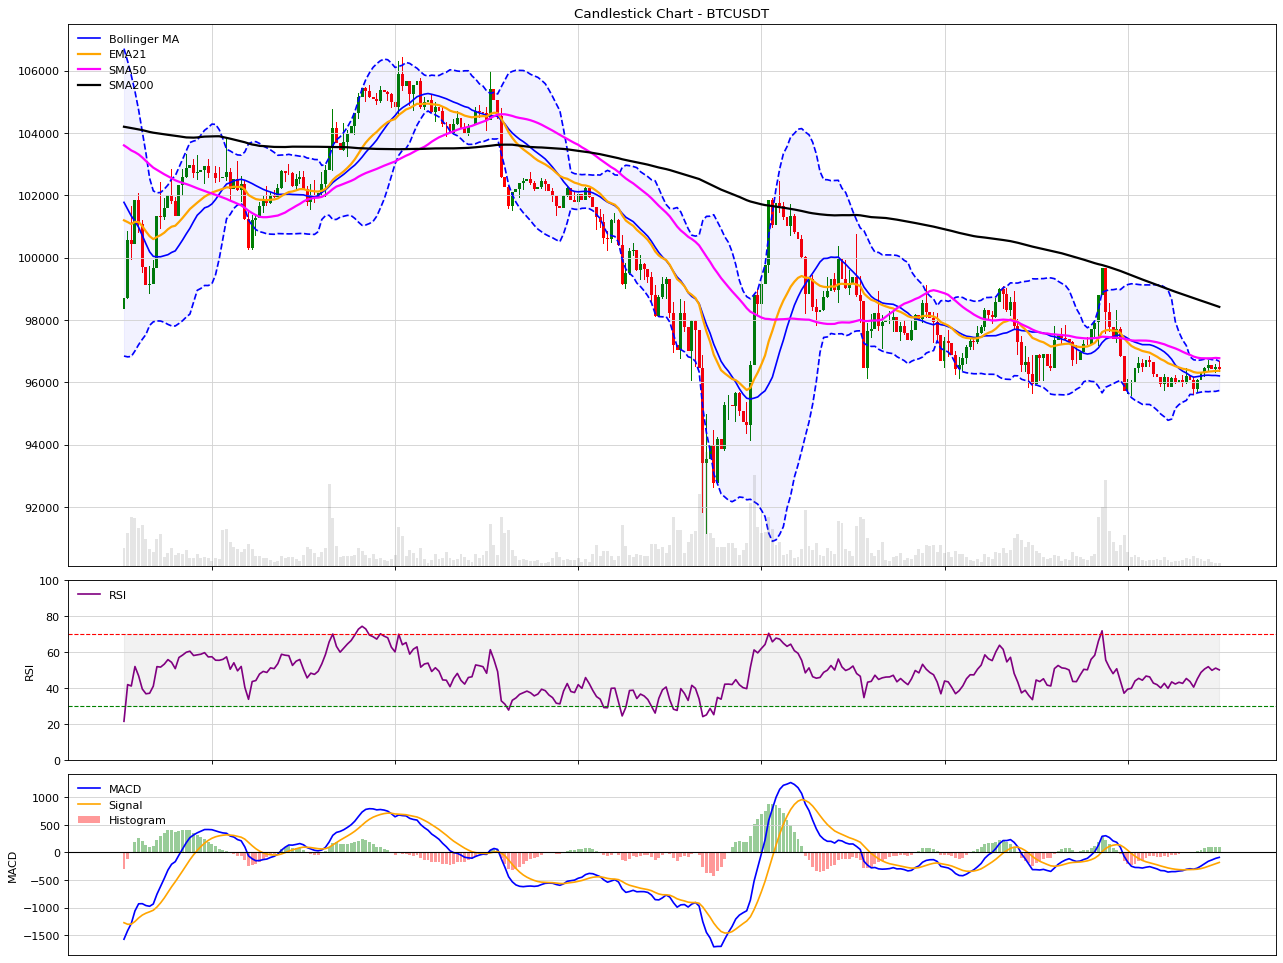 Candlestick Chart - BTCUSDT
Bollinger MA
EMA21
SMA50
SMA200
106000
104000
102000
100000
98000
96000
94000
92000
RSI
100
80
60
40
20
0
RSI
MACD
Signal
Histogram
1000
500
0
−500
−1000
−1500
MACD